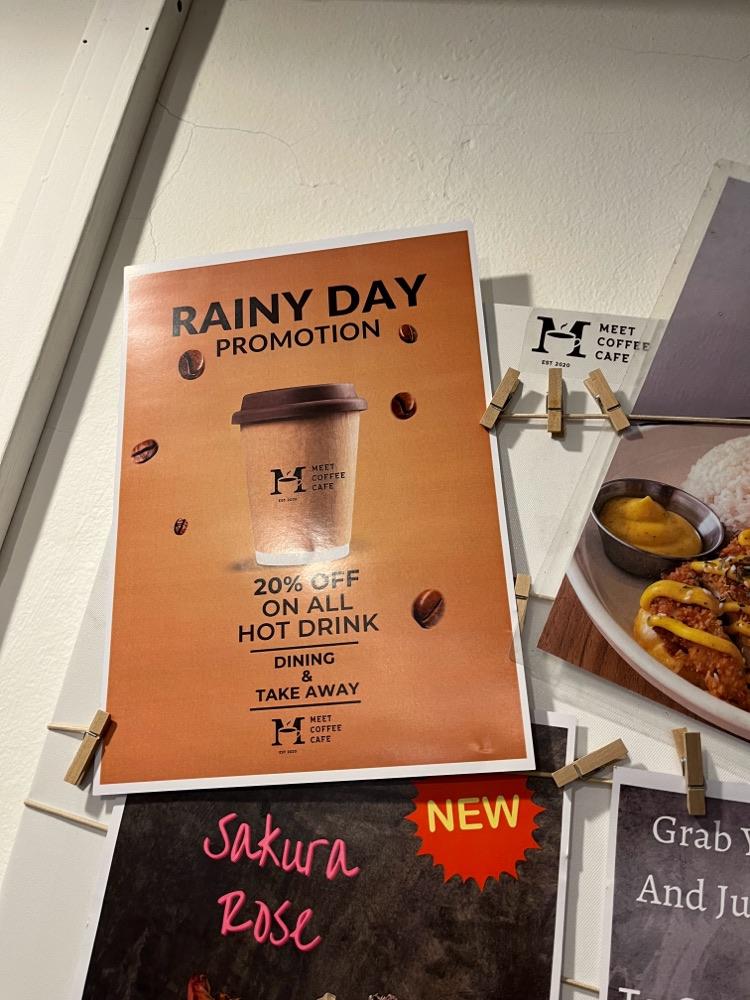 RAINY DAY
PROMOTION
M MEET
COFFEE
CAFE
EST 2020
20% OFF
ON ALL
HOT DRINK
DINING
&
TAKE AWAY
M MEET
COFFEE
CAFE
EST 2020
M MEET
COFFEE
CAFE
EST 2020
Sakura
Rose
NEW
Grab
And